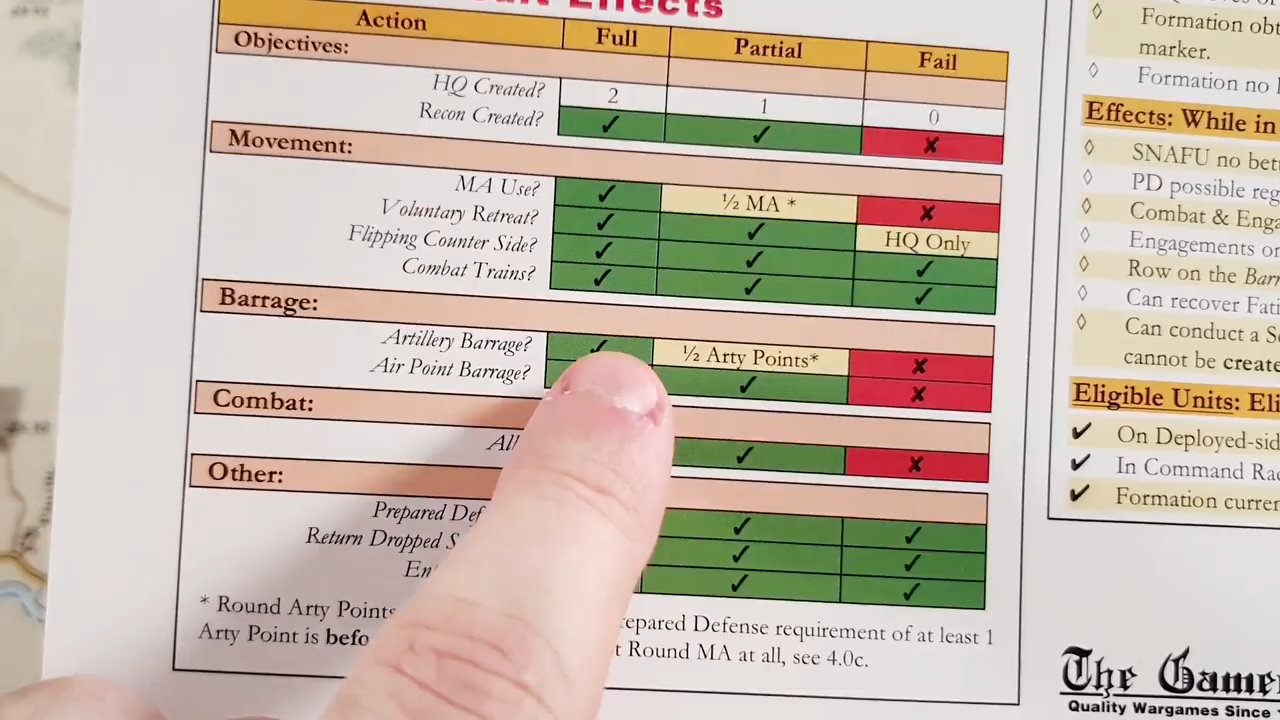 Effects
Action Full Partial Fail
Objectives:
HQ Created? 2 1 0
Recon Created? ✓ ✓ ✗
Movement:
MA Use? ✓ ½ MA * ✗
Voluntary Retreat? ✓ ✓ HQ Only
Flipping Counter Side? ✓ ✓ ✓
Combat Trains? ✓ ✓ ✓
Barrage:
Artillery Barrage? ✓ ½ Arty Points* ✗
Air Point Barrage? ✓ ✗
Combat:
All ✓ ✗
Other:
Prepared Def ✓ ✓
Return Dropped S ✓ ✓
En ✓ ✓
* Round Arty Points repared Defense requirement of at least 1
Arty Point is befo t Round MA at all, see 4.0c.
Formation obt
marker.
◊ Formation no
Effects: While in
◊ SNAFU no bet
◊ PD possible reg
◊ Combat & Enga
◊ Engagements o
◊ Row on the Bar
◊ Can recover Fati
◊ Can conduct a S
cannot be create
Eligible Units: Eli
✓ On Deployed-sid
✓ In Command Ra
✓ Formation curre
The Game
Quality Wargames Since